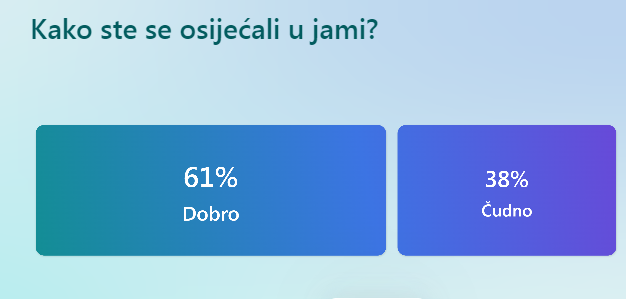 Kako ste se osijećali u jami?
61%
Dobro
38%
Čudno